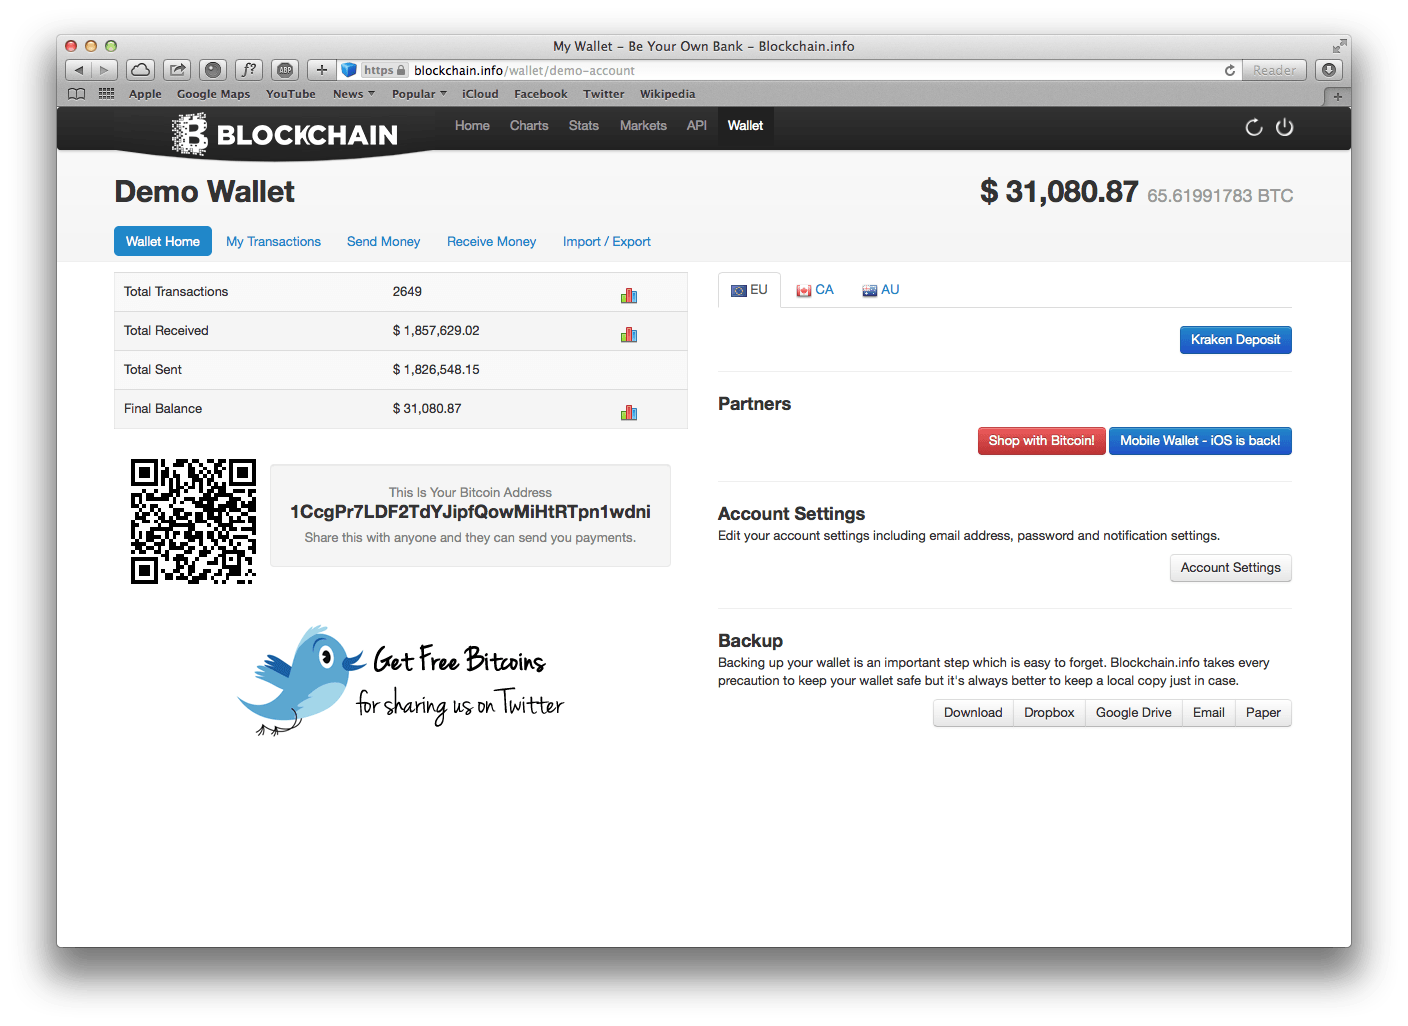 My Wallet – Be Your Own Bank – Blockchain.info
f?
ABP
https
blockchain.info/wallet/demo-account
Reader
Apple Google Maps YouTube News Popular iCloud Facebook Twitter Wikipedia
BLOCKCHAIN
Home Charts Stats Markets API Wallet
Demo Wallet
$ 31,080.87 65.61991783 BTC
Wallet Home My Transactions Send Money Receive Money Import / Export
Total Transactions 2649
Total Received $ 1,857,629.02
Total Sent $ 1,826,548.15
Final Balance $ 31,080.87
This Is Your Bitcoin Address
1CcgPr7LDF2TdYJipfQowMiHtRTpn1wdni
Share this with anyone and they can send you payments.
Get Free Bitcoins
for sharing us on Twitter
EU CA AU
Kraken Deposit
Partners
Shop with Bitcoin! Mobile Wallet - iOS is back!
Account Settings
Edit your account settings including email address, password and notification settings.
Account Settings
Backup
Backing up your wallet is an important step which is easy to forget. Blockchain.info takes every
precaution to keep your wallet safe but it's always better to keep a local copy just in case.
Download Dropbox Google Drive Email Paper